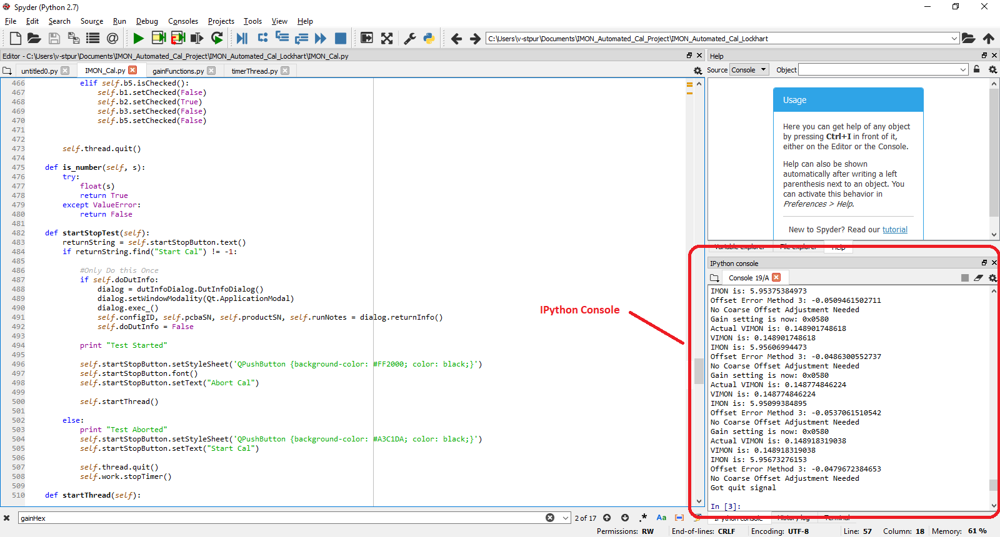 Spyder (Python 2.7)
File Edit Search Source Run Debug Consoles Projects Tools View Help
C:\Users\v-stpur\Documents\IMON_Automated_Cal_Project\IMON_Automated_Cal_Lockhart
Editor - C:\Users\v-stpur\Documents\IMON_Automated_Cal_Project\IMON_Automated_Cal_Lockhart\IMON_Cal.py
untitled0.py IMON_Cal.py gainFunctions.py timerThread.py
466 elif self.b5.isChecked():
467 self.b1.setChecked(False)
468 self.b2.setChecked(True)
469 self.b3.setChecked(False)
470 self.b5.setChecked(False)
471
472
473 self.thread.quit()
474
475 def is_number(self, s):
476 try:
477 float(s)
478 return True
479 except ValueError:
480 return False
481
482 def startStopTest(self):
483 returnString = self.startStopButton.text()
484 if returnString.find("Start Cal") != -1:
485
486 #Only Do this Once
487 if self.doDutInfo:
488 dialog = dutInfoDialog.DutInfoDialog()
489 dialog.setWindowModality(Qt.ApplicationModal)
490 dialog.exec_()
491 self.configID, self.pcbaSN, self.productSN, self.runNotes = dialog.returnInfo()
492 self.doDutInfo = False
493
494 print "Test Started"
495
496 self.startStopButton.setStyleSheet('QPushButton {background-color: #FF2000; color: black;}')
497 self.startStopButton.font()
498 self.startStopButton.setText("Abort Cal")
499
500 self.startThread()
501
502 else:
503 print "Test Aborted"
504 self.startStopButton.setStyleSheet('QPushButton {background-color: #A3C1DA; color: black;}')
505 self.startStopButton.setText("Start Cal")
506
507 self.thread.quit()
508 self.work.stopTimer()
509
510 def startThread(self):
gainHex 2 of 17 .* Aa
Help
Source Console Object
Usage
Here you can get help of any object
by pressing Ctrl+I in front of it,
either on the Editor or the Console.
Help can also be shown
automatically after writing a left
parenthesis next to an object. You
can activate this behavior in
Preferences > Help.
New to Spyder? Read our tutorial
Variable explorer File explorer Help
IPython Console
IPython console
Console 19/A
IMON is: 5.95375384973
Offset Error Method 3: -0.0509461502711
No Coarse Offset Adjustment Needed
Gain setting is now: 0x0580
Actual VIMON is: 0.148901748618
VIMON is: 0.148901748618
IMON is: 5.95606994473
Offset Error Method 3: -0.0486300552737
No Coarse Offset Adjustment Needed
Gain setting is now: 0x0580
Actual VIMON is: 0.148774846224
VIMON is: 0.148774846224
IMON is: 5.95099384895
Offset Error Method 3: -0.0537061510542
No Coarse Offset Adjustment Needed
Gain setting is now: 0x0580
Actual VIMON is: 0.148918319038
VIMON is: 0.148918319038
IMON is: 5.95673276153
Offset Error Method 3: -0.0479672384653
No Coarse Offset Adjustment Needed
Got quit signal
In [3]:
IPython console History log Terminal
Permissions: RW End-of-lines: CRLF Encoding: UTF-8 Line: 57 Column: 18 Memory: 61 %